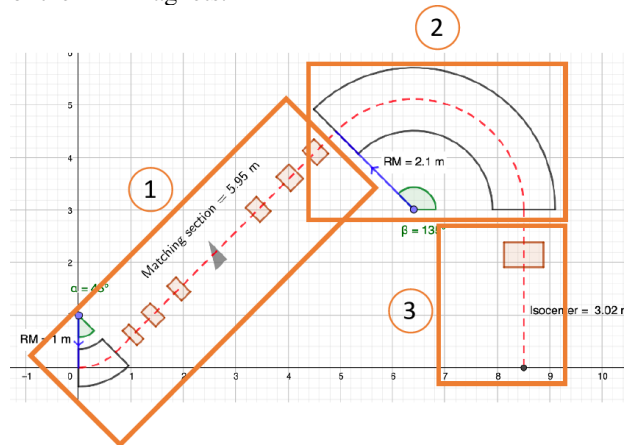 2
6
5
1
4
RM = 2.1 m
Matching section = 5.95 m
3
β = 135°
2
α = 45°
3
Isocenter = 3.02 m
RM = 1 m
-1 0 1 2 3 4 5 6 7 8 9 10